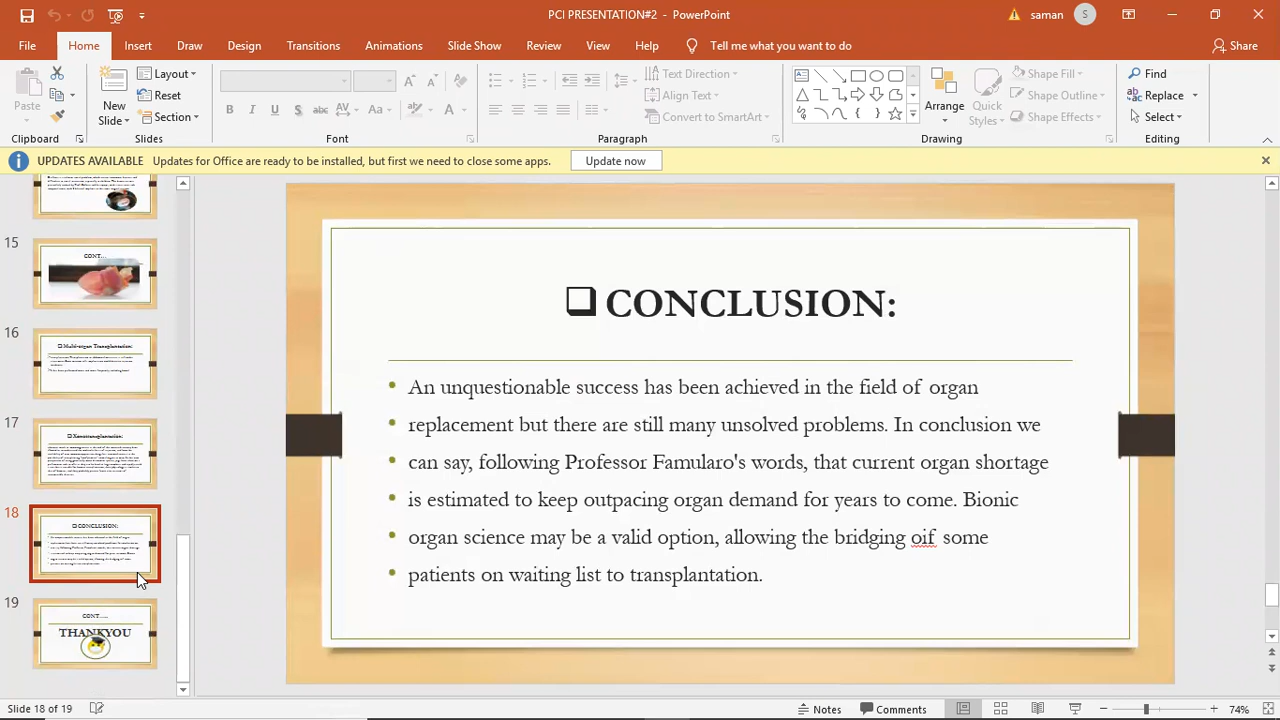 PCI PRESENTATION#2 - PowerPoint
saman
S
File
Home
Insert
Draw
Design
Transitions
Animations
Slide Show
Review
View
Help
Tell me what you want to do
Share
Paste
New
Slide
Layout
Reset
Section
B
I
U
S
abc
AV
Aa
A
Text Direction
Align Text
Convert to SmartArt
Arrange
Quick
Styles
Shape Fill
Shape Outline
Shape Effects
Find
Replace
Select
Clipboard
Slides
Font
Paragraph
Drawing
Editing
UPDATES AVAILABLE Updates for Office are ready to be installed, but first we need to close some apps.
Update now
15
CONT...
16
Multi-organ Transplantation:
17
Xenotransplantation:
18
CONCLUSION:
19
CONT.....
THANKYOU
CONCLUSION:
• An unquestionable success has been achieved in the field of organ
• replacement but there are still many unsolved problems. In conclusion we
• can say, following Professor Famularo's words, that current organ shortage
• is estimated to keep outpacing organ demand for years to come. Bionic
• organ science may be a valid option, allowing the bridging oif some
• patients on waiting list to transplantation.
Slide 18 of 19
Notes
Comments
74%